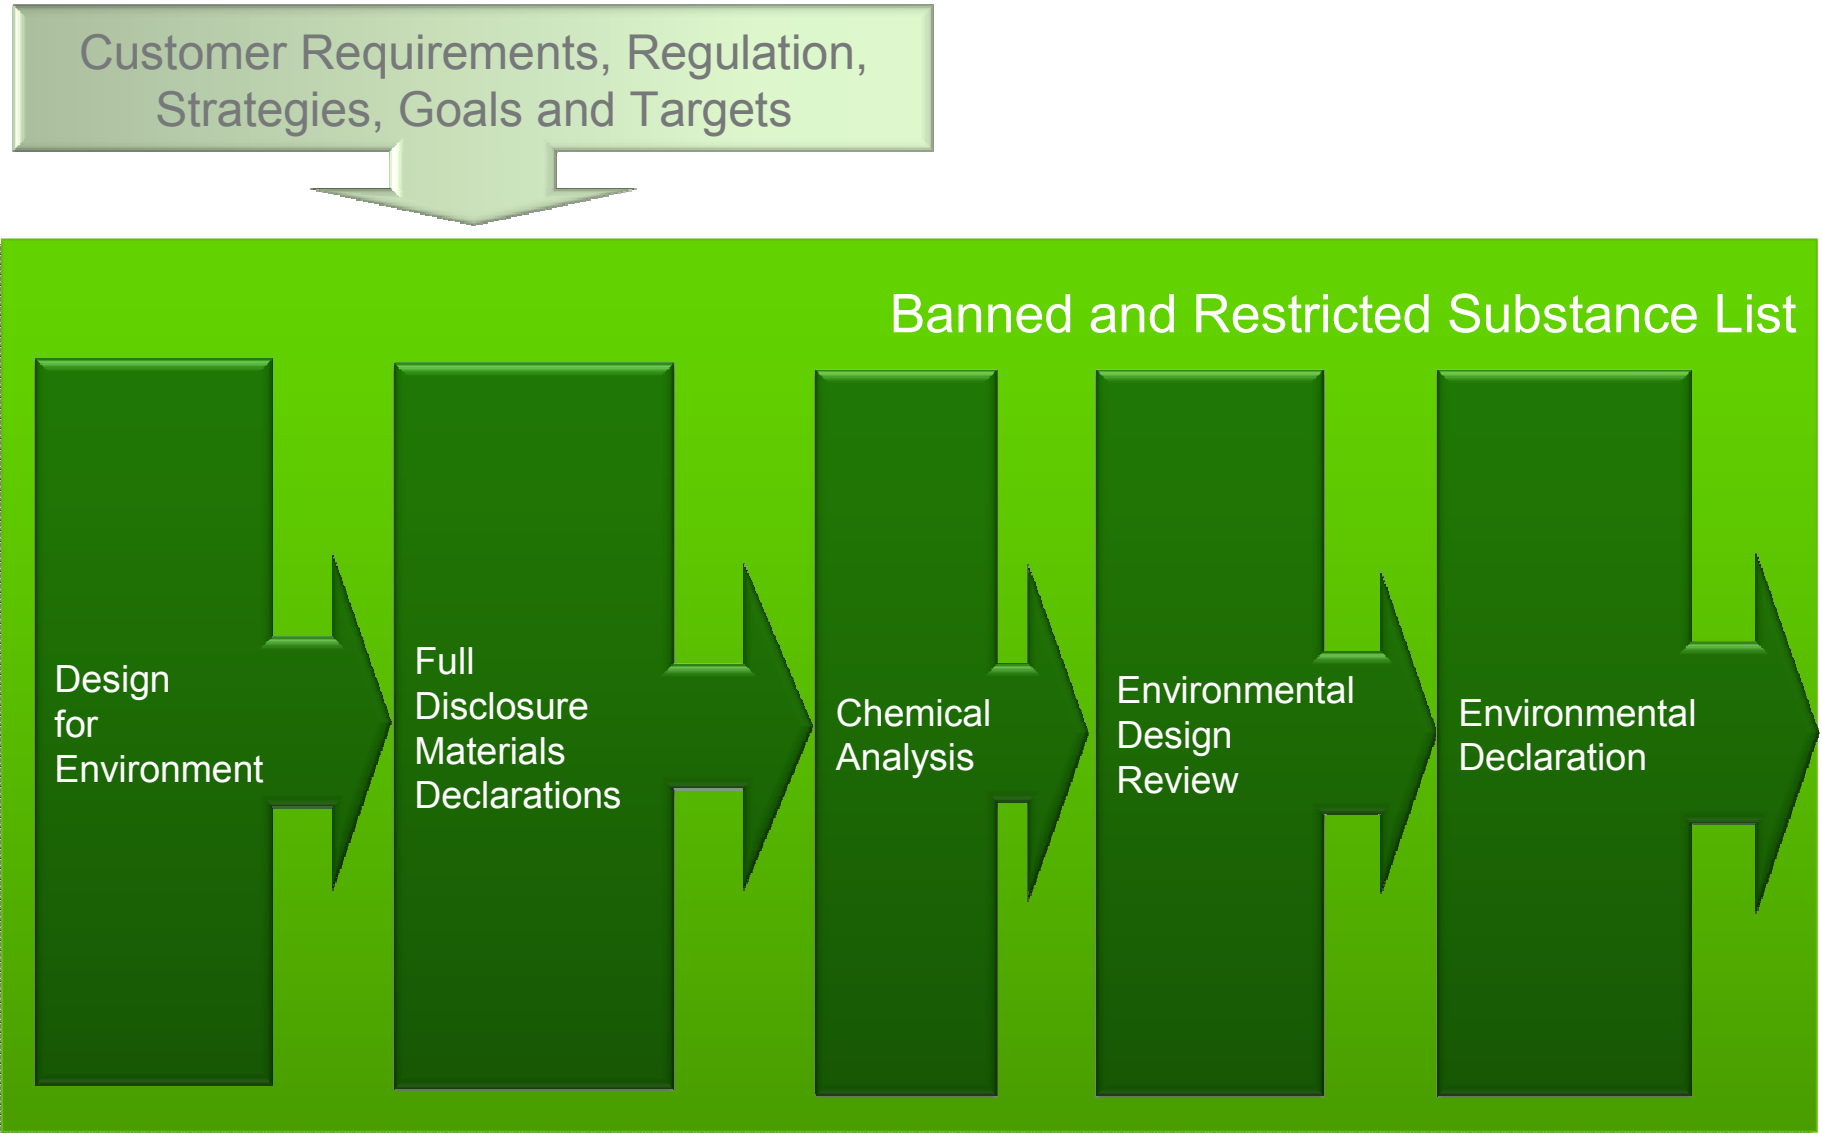 Customer Requirements, Regulation,
Strategies, Goals and Targets
Banned and Restricted Substance List
Design
for
Environment
Full
Disclosure
Materials
Declarations
Chemical
Analysis
Environmental
Design
Review
Environmental
Declaration